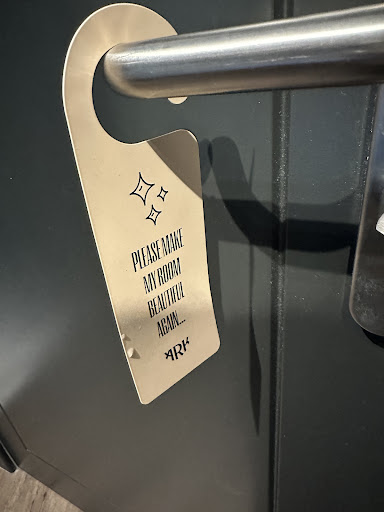 PLEASE MAKE
MY ROOM
BEAUTIFUL
AGAIN...
ARK